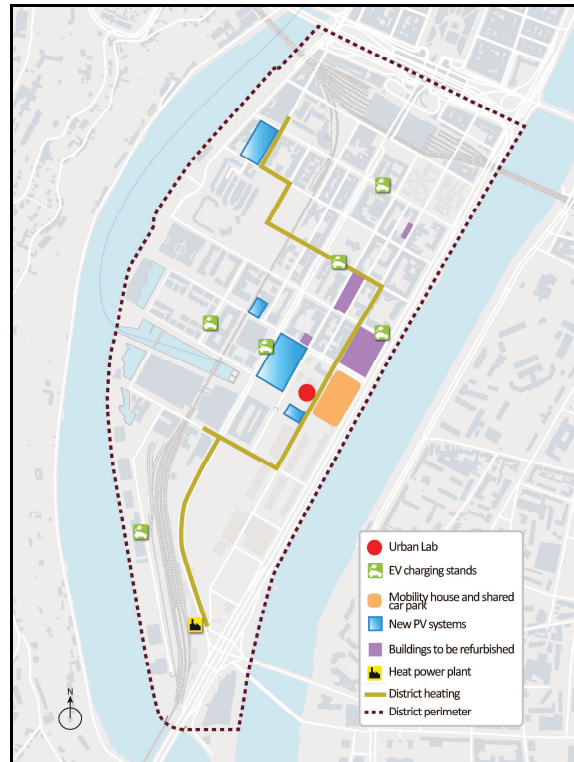 Urban Lab
EV charging stands
Mobility house and shared
car park
New PV systems
Buildings to be refurbished
Heat power plant
District heating
District perimeter
N